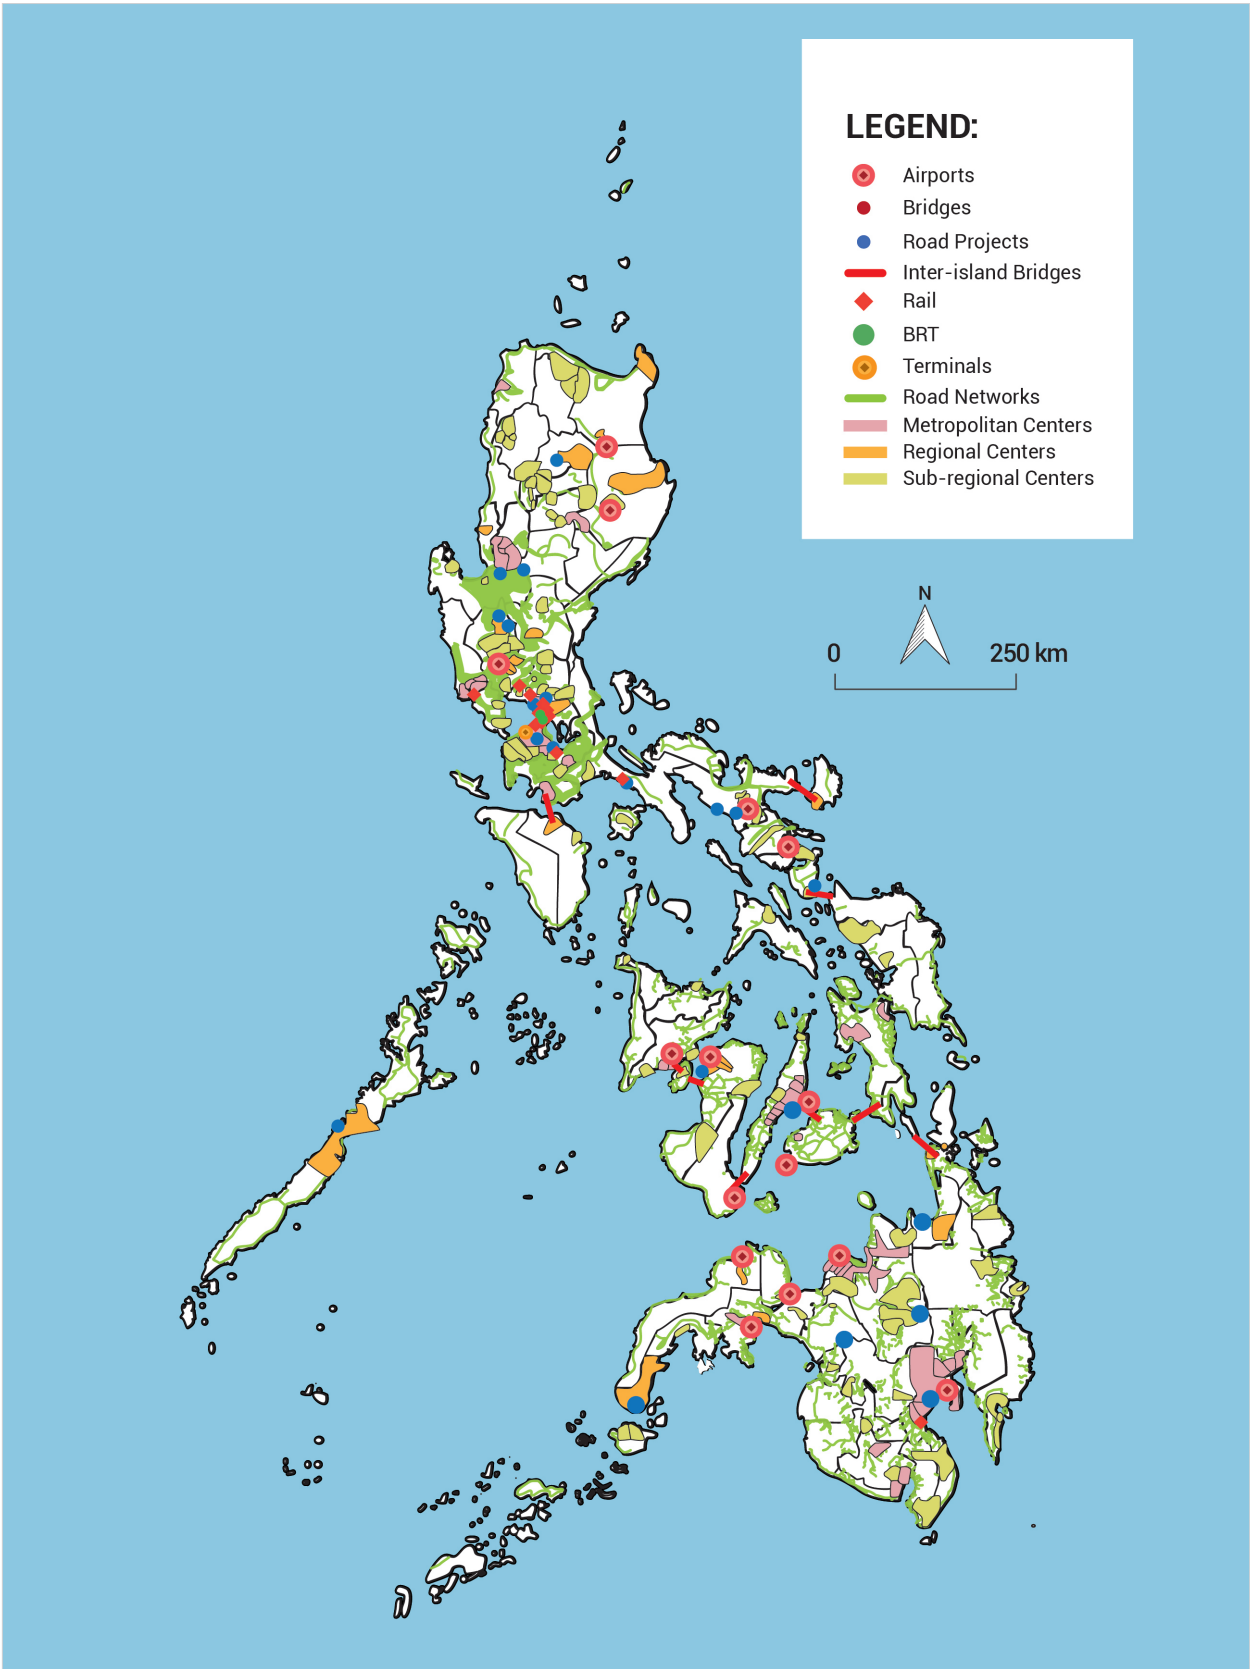 LEGEND:
Airports
Bridges
Road Projects
Inter-island Bridges
Rail
BRT
Terminals
Road Networks
Metropolitan Centers
Regional Centers
Sub-regional Centers
N
0 250 km